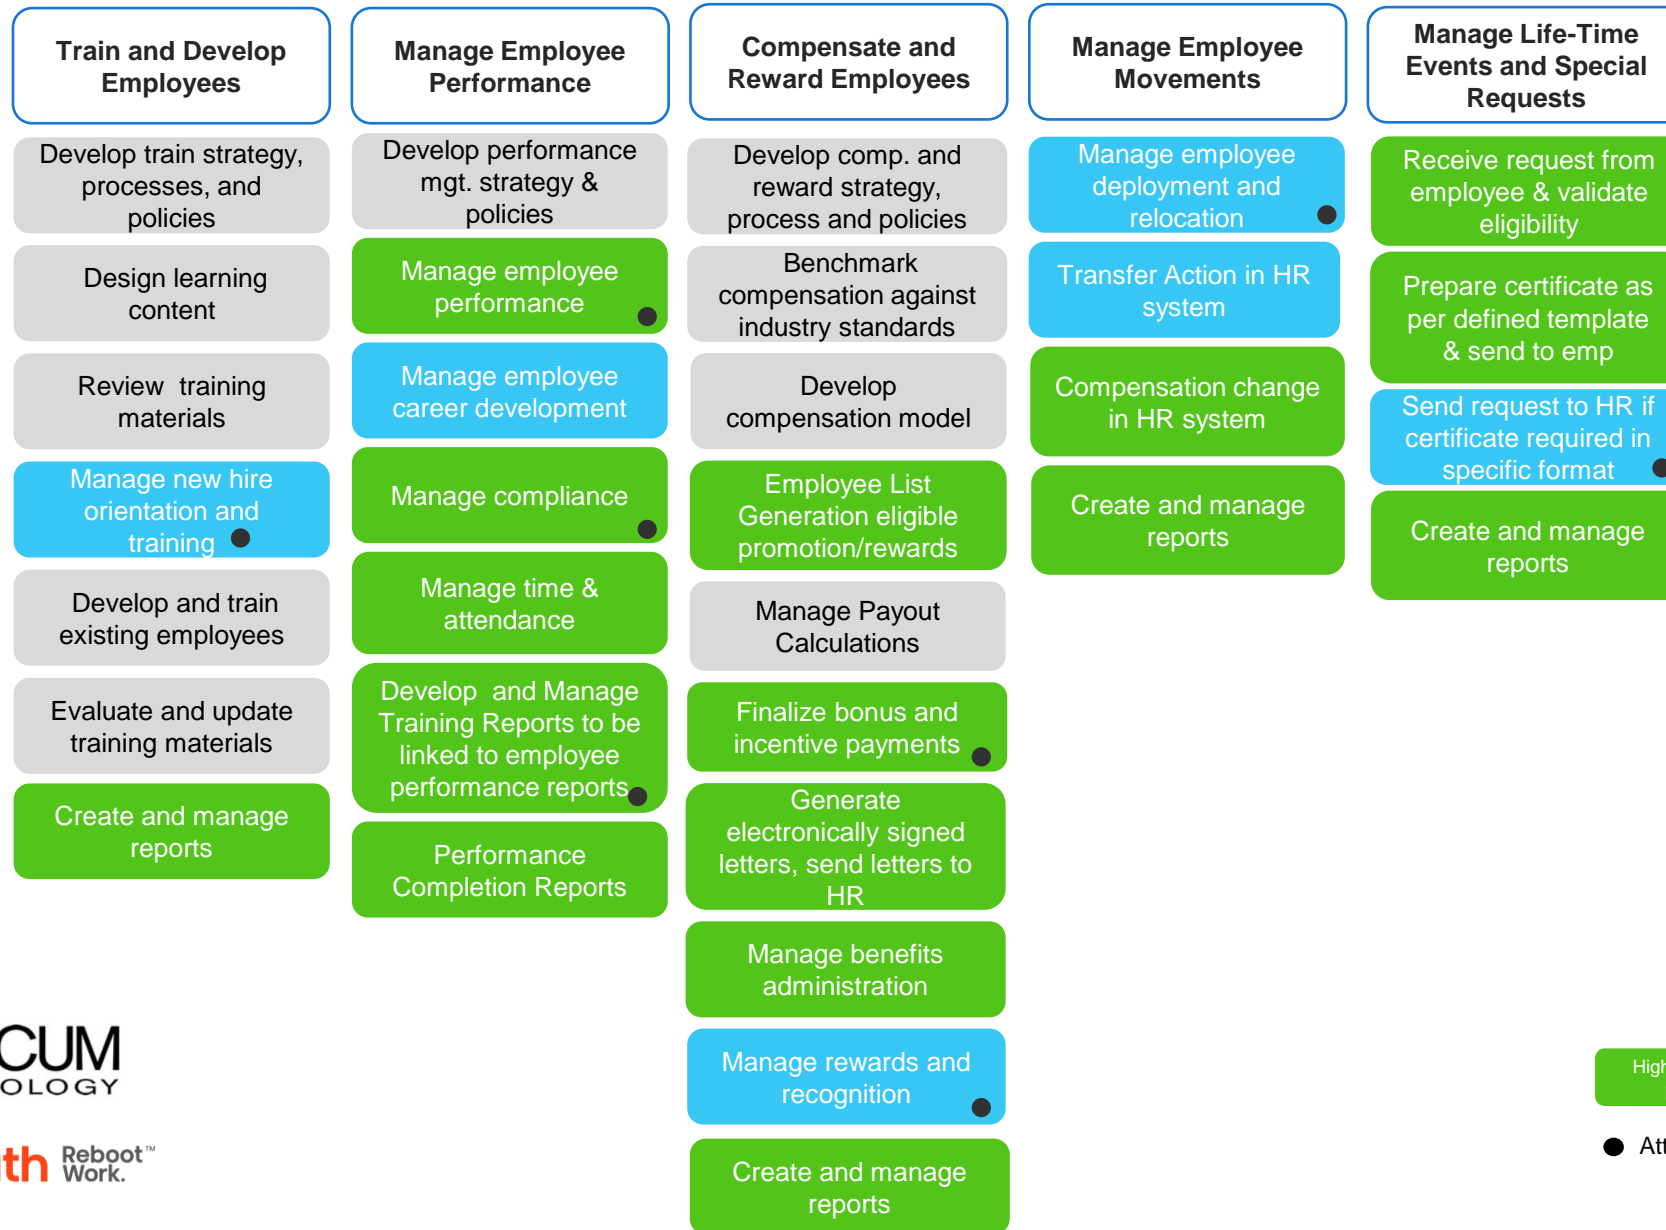 Train and Develop
Employees
Develop train strategy,
processes, and
policies
Design learning
content
Review  training
materials
Manage new hire
orientation and
training
Develop and train
existing employees
Evaluate and update
training materials
Create and manage
reports
Manage Employee
Performance
Develop performance
mgt. strategy &
policies
Manage employee
performance
Manage employee
career development
Manage compliance
Manage time &
attendance
Develop  and Manage
Training Reports to be
linked to employee
performance reports
Performance
Completion Reports
Compensate and
Reward Employees
Develop comp. and
reward strategy,
process and policies
Benchmark
compensation against
industry standards
Develop
compensation model
Employee List
Generation eligible
promotion/rewards
Manage Payout
Calculations
Finalize bonus and
incentive payments
Generate
electronically signed
letters, send letters to
HR
Manage benefits
administration
Manage rewards and
recognition
Create and manage
reports
Manage Employee
Movements
Manage employee
deployment and
relocation
Transfer Action in HR
system
Compensation change
in HR system
Create and manage
reports
Manage Life-Time
Events and Special
Requests
Receive request from
employee & validate
eligibility
Prepare certificate as
per defined template
& send to emp
Send request to HR if
certificate required in
specific format
Create and manage
reports
CUM
OLOGY
th Reboot™
Work.
High
Att